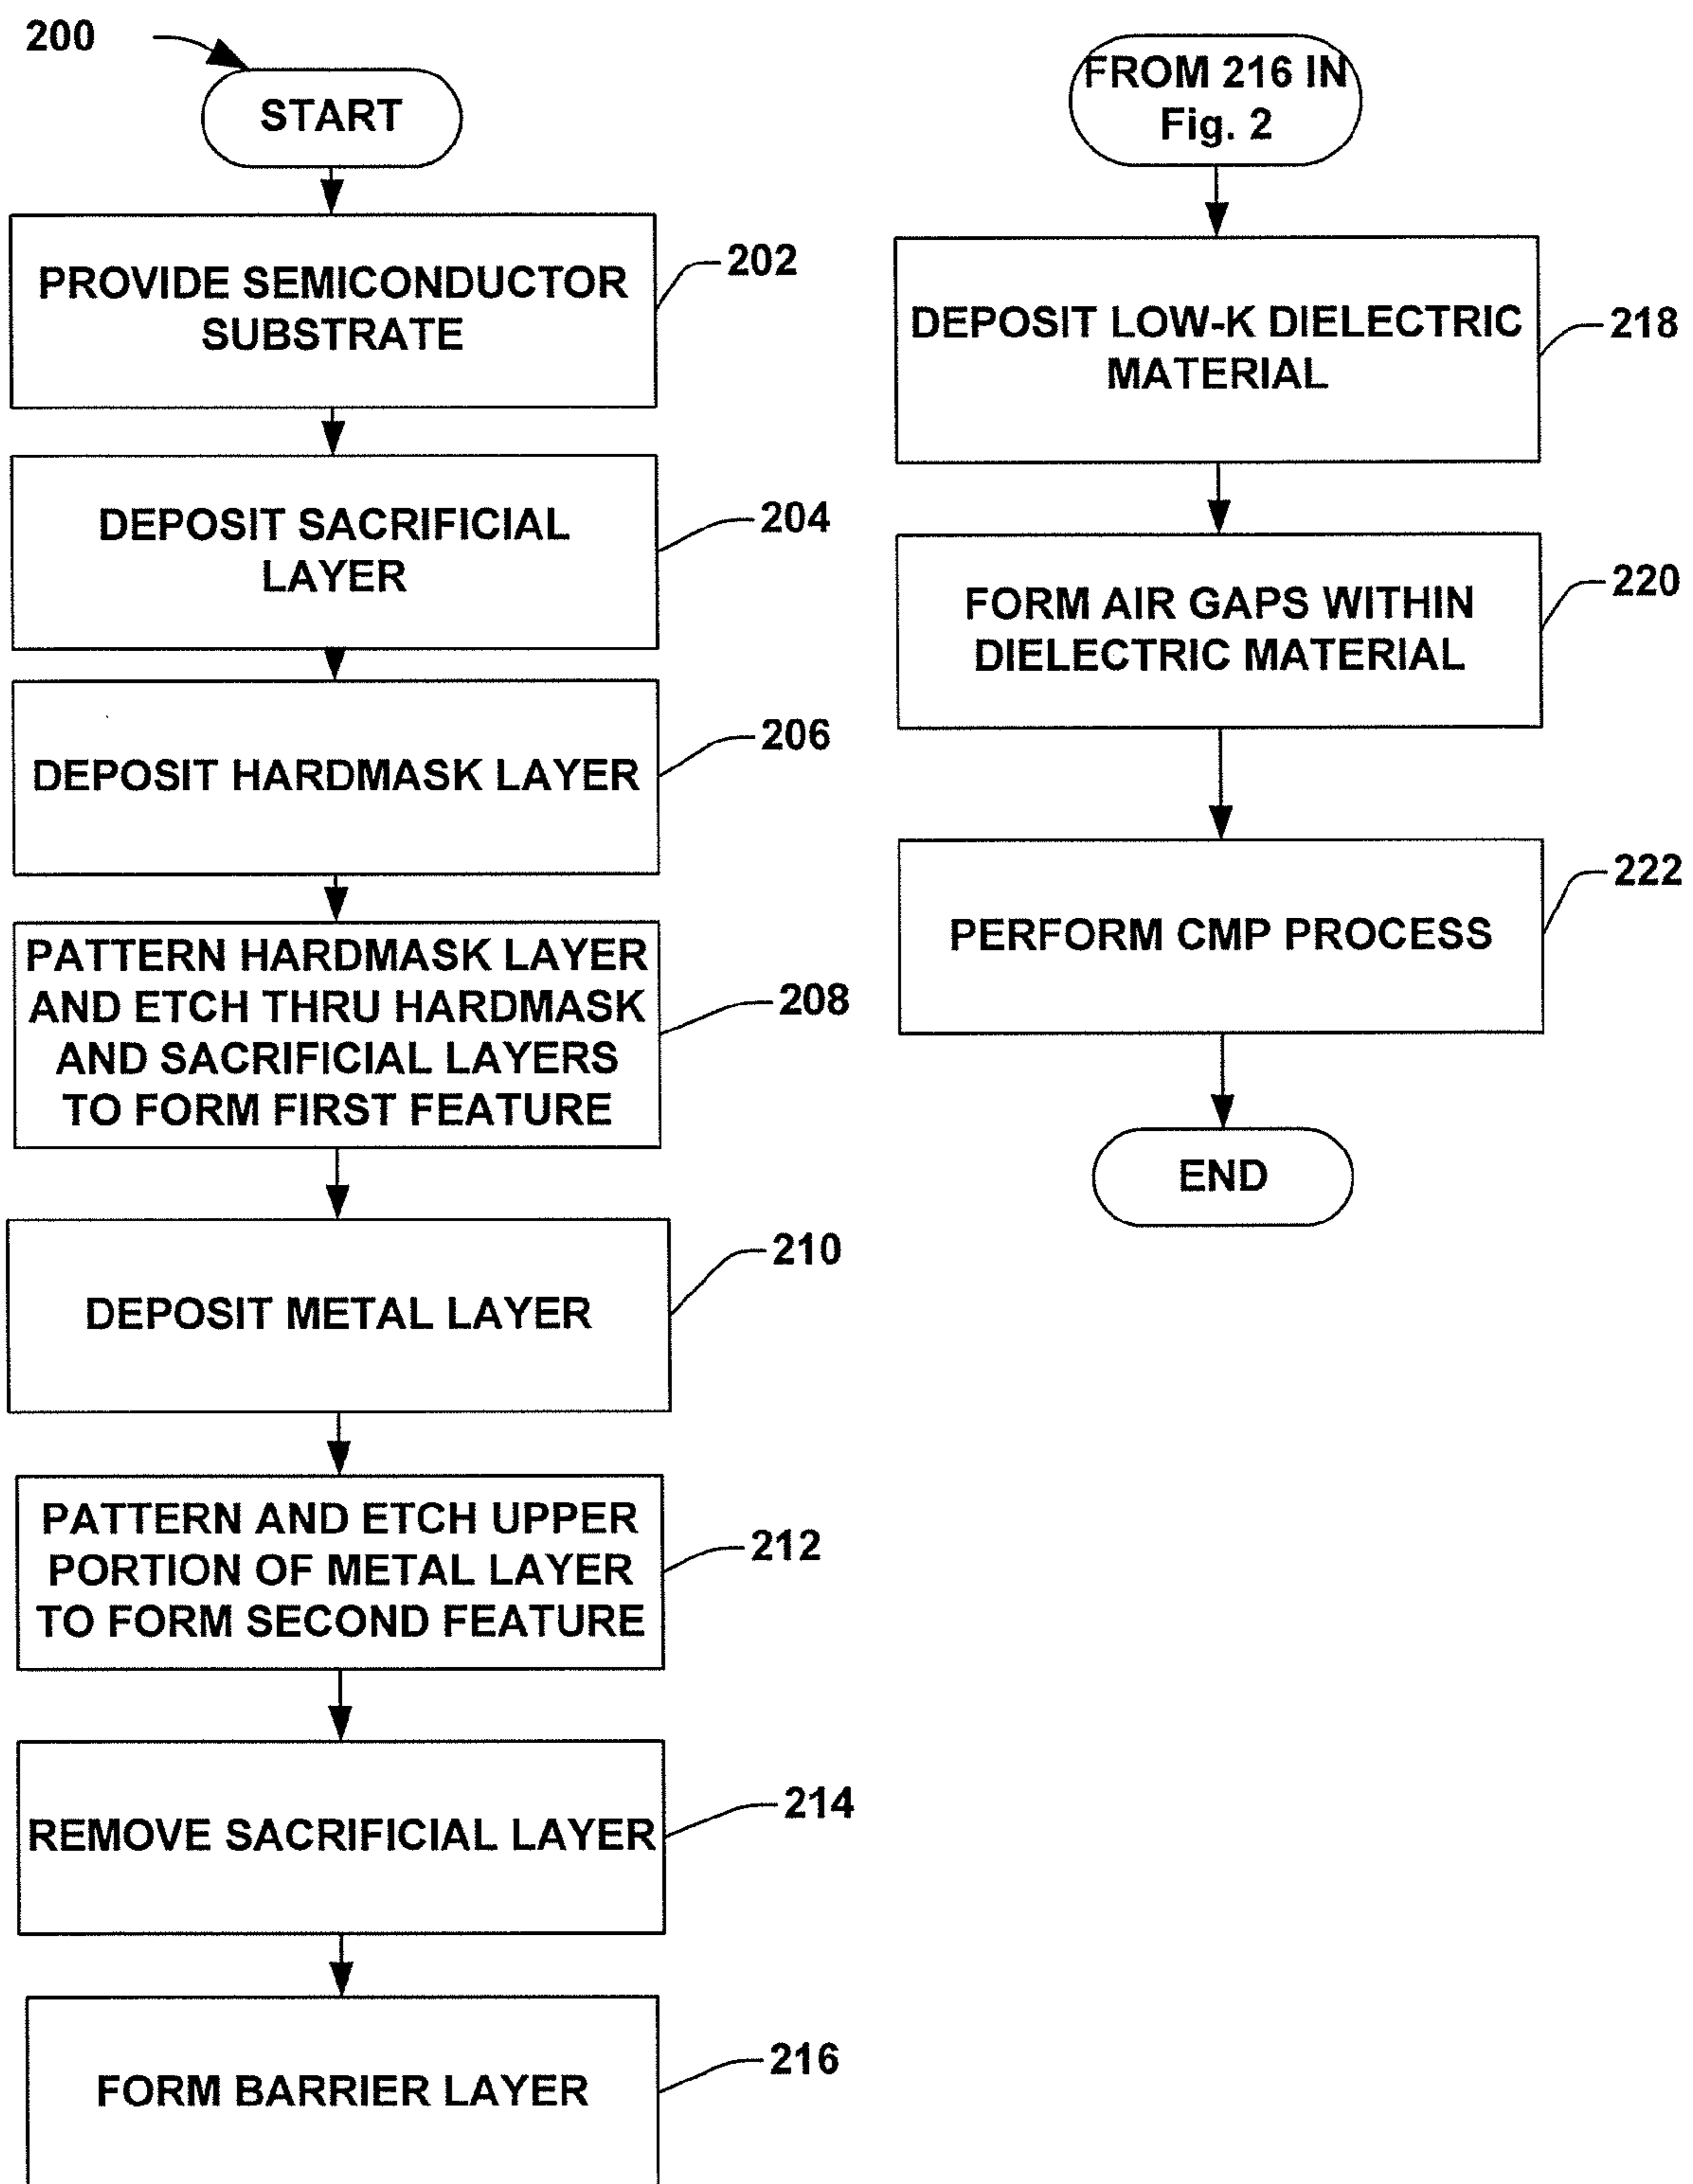 200
START
PROVIDE SEMICONDUCTOR
SUBSTRATE
202
DEPOSIT SACRIFICIAL
LAYER
204
DEPOSIT HARDMASK LAYER
206
PATTERN HARDMASK LAYER
AND ETCH THRU HARDMASK
AND SACRIFICIAL LAYERS
TO FORM FIRST FEATURE
208
DEPOSIT METAL LAYER
210
PATTERN AND ETCH UPPER
PORTION OF METAL LAYER
TO FORM SECOND FEATURE
212
REMOVE SACRIFICIAL LAYER
214
FORM BARRIER LAYER
216
FROM 216 IN
Fig. 2
DEPOSIT LOW-K DIELECTRIC
MATERIAL
218
FORM AIR GAPS WITHIN
DIELECTRIC MATERIAL
220
PERFORM CMP PROCESS
222
END